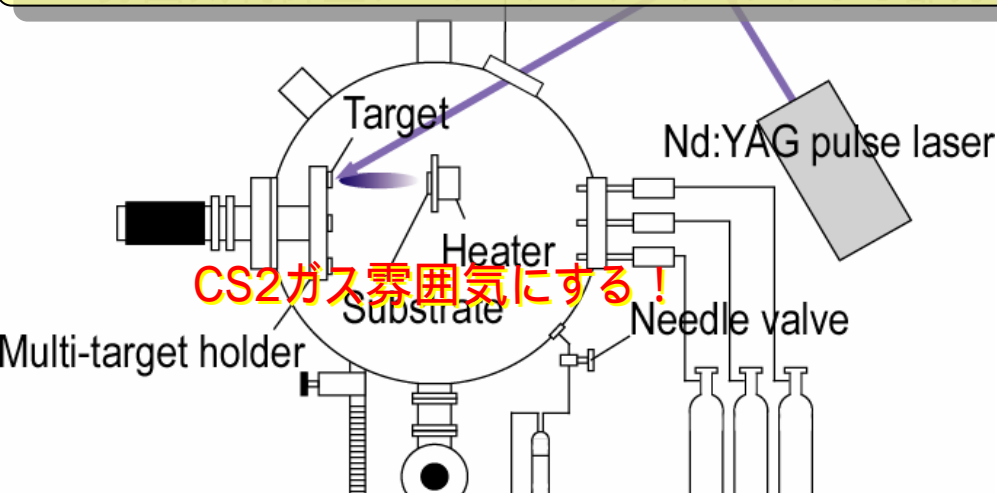 Target
Nd:YAG pulse laser
Heater
CS2ガス雰囲気にする！
Substrate
Needle valve
Multi-target holder